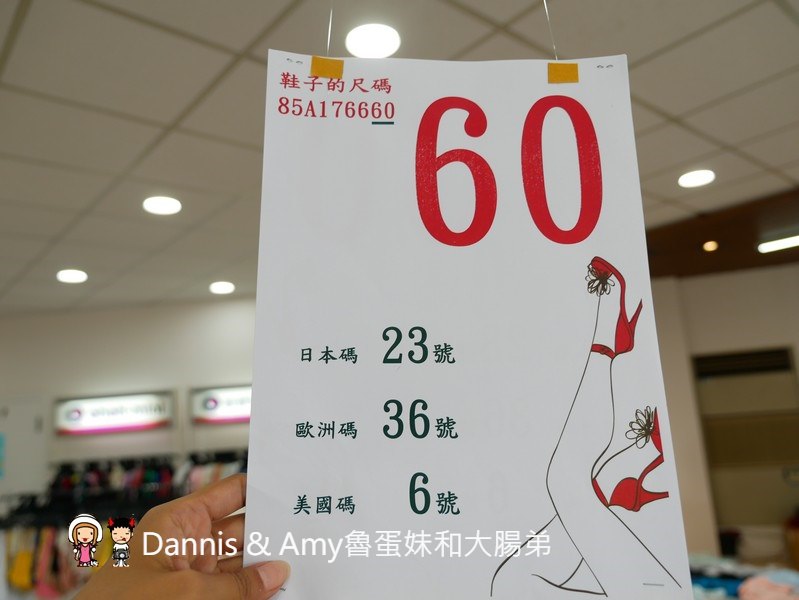 鞋子的尺碼
85A176660
60
日本碼 23號
歐洲碼 36號
美國碼 6號
Dannis & Amy魯蛋妹和大腸弟